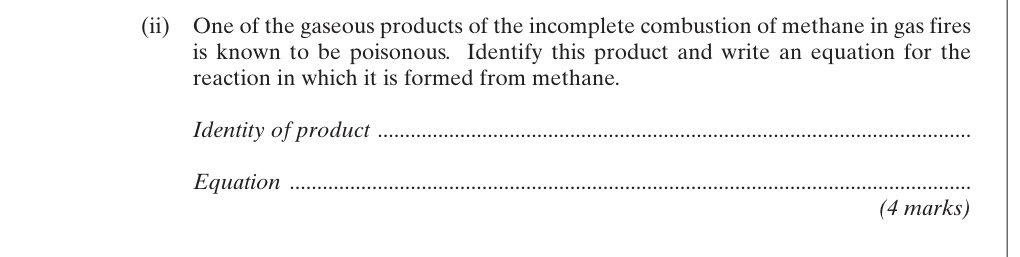 (ii) One of the gaseous products of the incomplete combustion of methane in gas fires
is known to be poisonous. Identify this product and write an equation for the
reaction in which it is formed from methane.
Identity of product ............................................................................................................
Equation ............................................................................................................................
(4 marks)